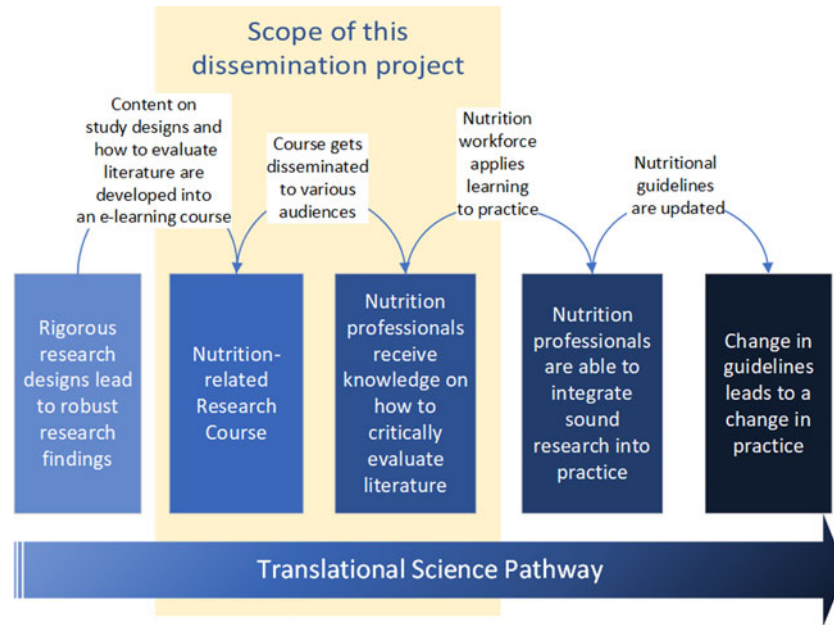 Scope of this
dissemination project
Content on
study designs and
how to evaluate
literature are
developed into
an e-learning course
Course gets
disseminated
to various
audiences
Nutrition
workforce
applies
learning
to practice
Nutritional
guidelines
are updated
Rigorous
research
designs lead
to robust
research
findings
Nutrition-
related
Research
Course
Nutrition
professionals
receive
knowledge on
how to
critically
evaluate
literature
Nutrition
professionals
are able to
integrate
sound
research into
practice
Change in
guidelines
leads to a
change in
practice
Translational Science Pathway